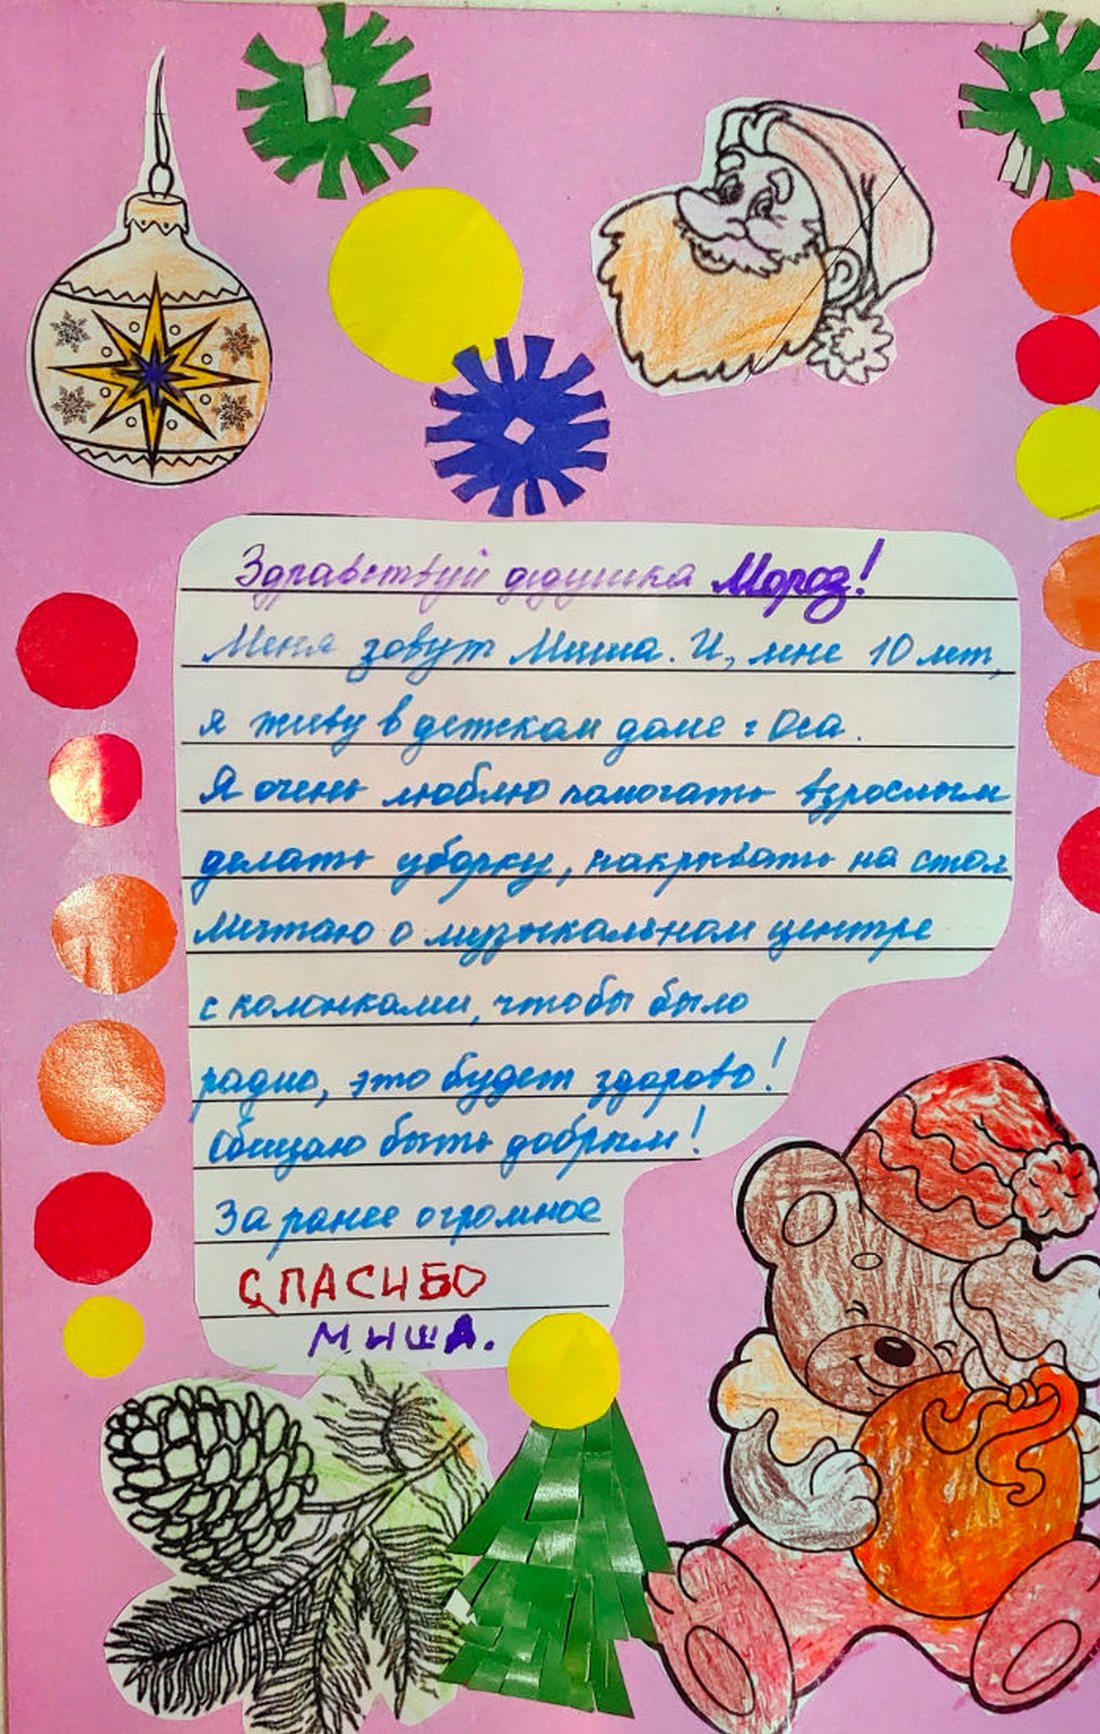 Здравствуй дедушка Мороз!
Меня зовут Миша. И, мне 10 лет,
я живу в детском доме г Оса.
Я очень люблю помогать взрослым
делать уборку, накрывать на стол
Мечтаю о музыкальном центре
с колонками, чтобы было
радио, это будет здорово!
Обещаю быть добрым!
За ранее огромное
СПАСИБО
МИША.